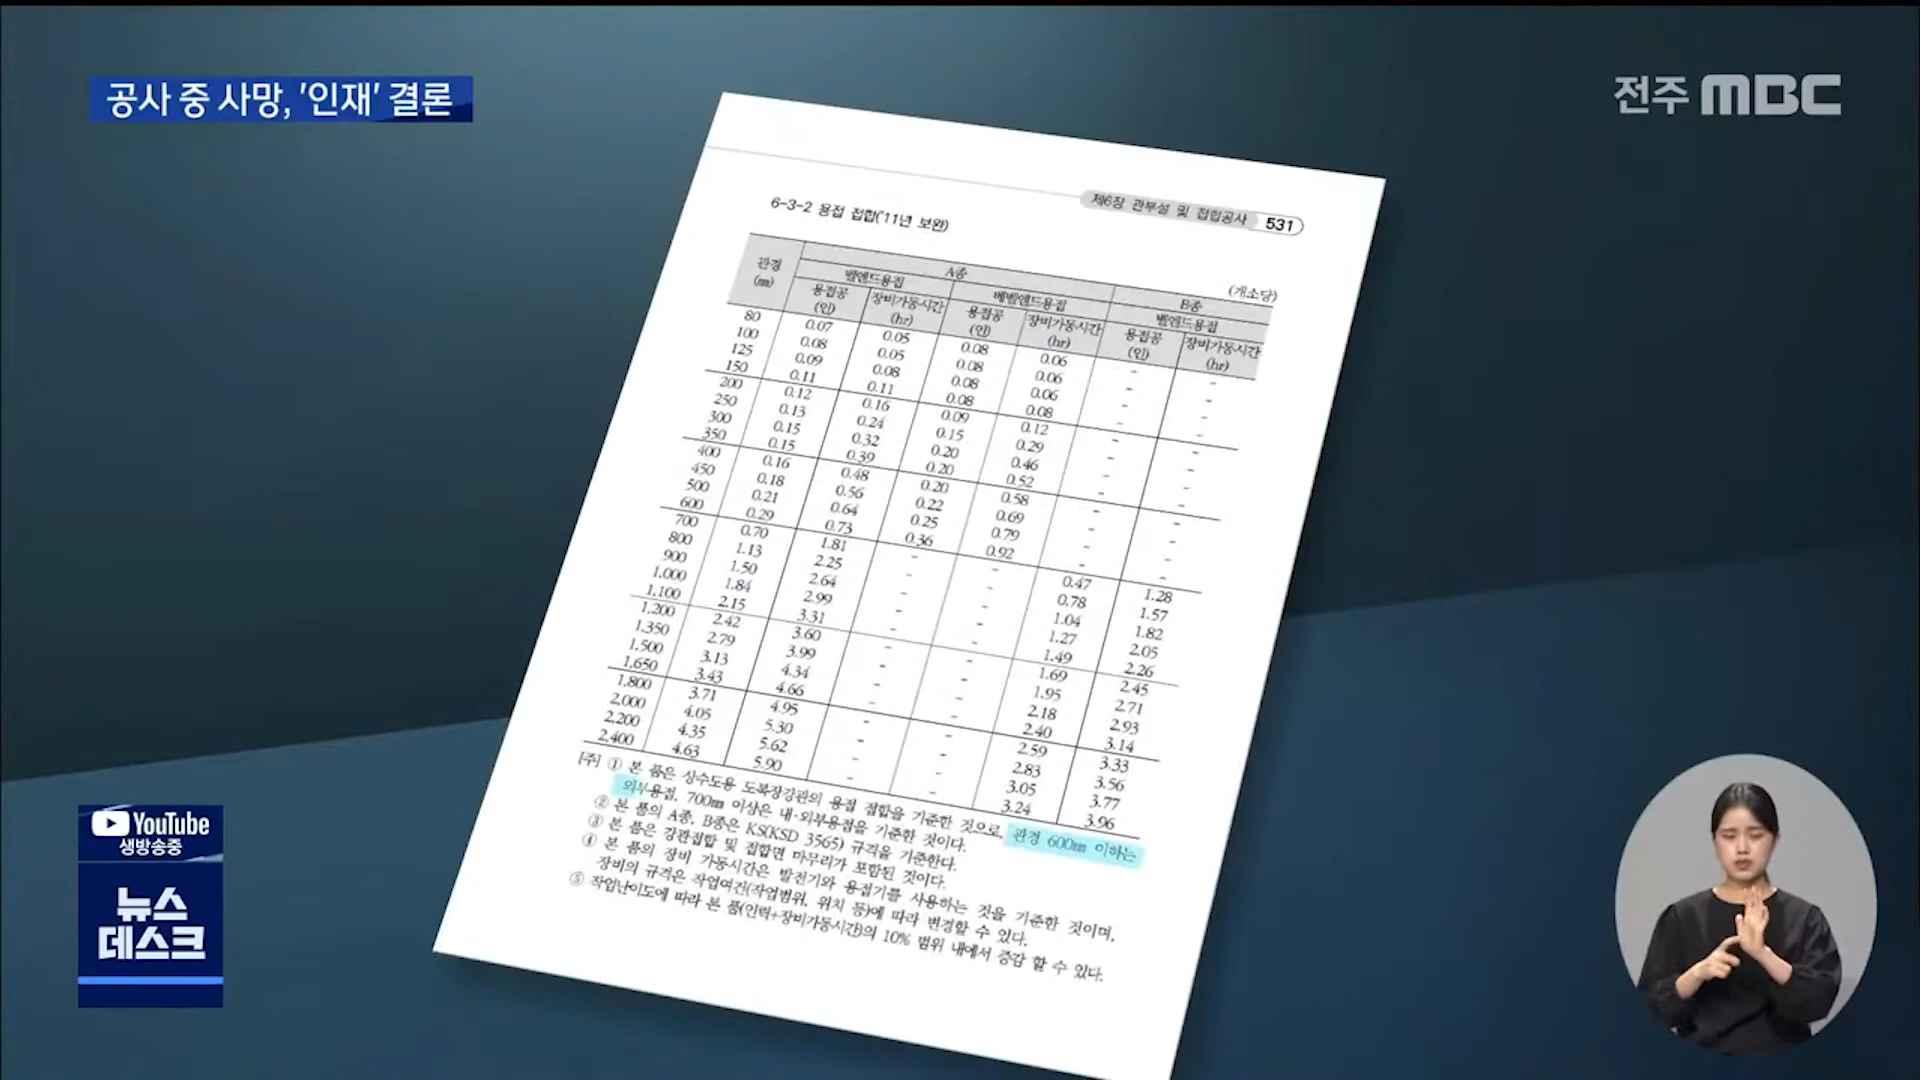 공사 중 사망, '인재' 결론
전주 MBC
제6장 관부설 및 접합공사 531
6-3-2 용접 접합('11년 보완)
(개소당)
관경 (㎜) A종 B종
벨엔드용접 베벨엔드용접 벨엔드용접
용접공 (인) 장비가동시간 (hr) 용접공 (인) 장비가동시간 (hr) 용접공 (인) 장비가동시간 (hr)
80 0.07 0.05 0.08 0.06 - -
100 0.08 0.05 0.08 0.06 - -
125 0.09 0.08 0.08 0.06 - -
150 0.11 0.11 0.08 0.08 - -
200 0.12 0.16 0.09 0.12 - -
250 0.13 0.24 0.15 0.29 - -
300 0.15 0.32 0.20 0.46 - -
350 0.15 0.39 0.20 0.52 - -
400 0.16 0.48 0.20 0.58 - -
450 0.18 0.56 0.22 0.69 - -
500 0.21 0.64 0.25 0.79 - -
600 0.29 0.73 0.36 0.92 - -
700 0.70 1.81 - - 0.47 1.28
800 1.13 2.25 - - 0.78 1.57
900 1.50 2.64 - - 1.04 1.82
1,000 1.84 2.99 - - 1.27 2.05
1,100 2.15 3.31 - - 1.49 2.26
1,200 2.42 3.60 - - 1.69 2.45
1,350 2.79 3.99 - - 1.95 2.71
1,500 3.13 4.34 - - 2.18 2.93
1,650 3.43 4.66 - - 2.40 3.14
1,800 3.71 4.95 - - 2.59 3.33
2,000 4.05 5.30 - - 2.83 3.56
2,200 4.35 5.62 - - 3.05 3.77
2,400 4.63 5.90 - - 3.24 3.96
[주] ① 본 품은 상수도용 도복장강관의 용접 접합을 기준한 것으로, 관경 600㎜ 이하는
외부용접, 700㎜ 이상은 내·외부용접을 기준한 것이다.
② 본 품의 A종, B종은 KS(KSD 3565) 규격을 기준한다.
③ 본 품은 강관접합 및 접합면 마무리가 포함된 것이다.
④ 본 품의 장비 가동시간은 발전기와 용접기를 사용하는 것을 기준한 것이며,
장비의 규격은 작업여건(작업범위, 위치 등)에 따라 변경할 수 있다.
⑤ 작업난이도에 따라 본 품(인력+장비가동시간)의 10% 범위 내에서 증감 할 수 있다.
YouTube
생방송중
뉴스
데스크